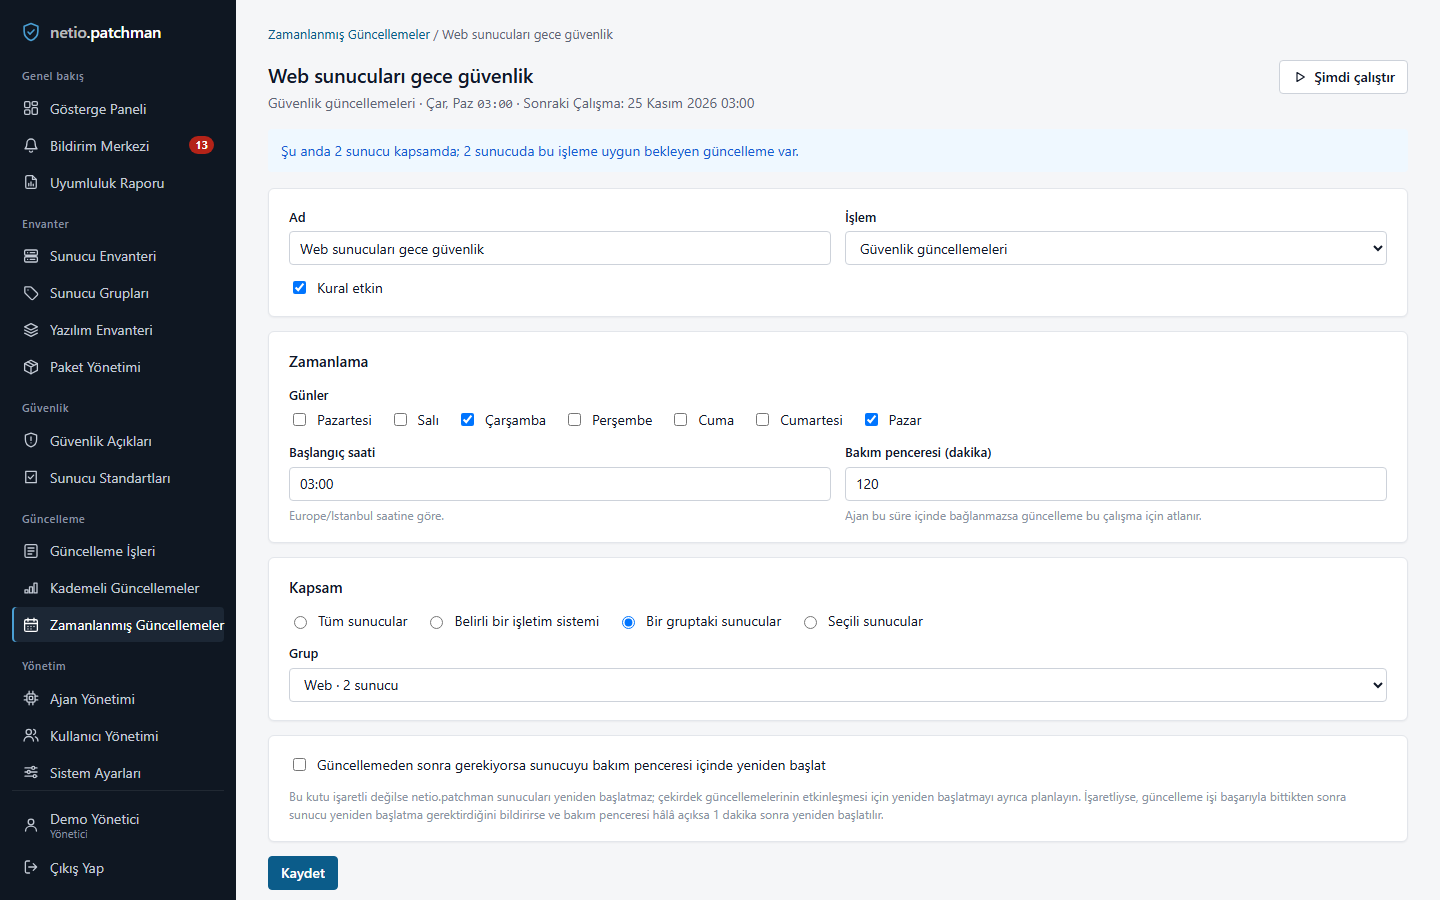 netio.patchman
Genel bakış
Gösterge Paneli
Bildirim Merkezi 13
Uyumluluk Raporu
Envanter
Sunucu Envanteri
Sunucu Grupları
Yazılım Envanteri
Paket Yönetimi
Güvenlik
Güvenlik Açıkları
Sunucu Standartları
Güncelleme
Güncelleme İşleri
Kademeli Güncellemeler
Zamanlanmış Güncellemeler
Yönetim
Ajan Yönetimi
Kullanıcı Yönetimi
Sistem Ayarları
Demo Yönetici
Yönetici
Çıkış Yap
Zamanlanmış Güncellemeler / Web sunucuları gece güvenlik
Web sunucuları gece güvenlik
Şimdi çalıştır
Güvenlik güncellemeleri · Çar, Paz 03:00 · Sonraki Çalışma: 25 Kasım 2026 03:00
Şu anda 2 sunucu kapsamda; 2 sunucuda bu işleme uygun bekleyen güncelleme var.
Ad
Web sunucuları gece güvenlik
İşlem
Güvenlik güncellemeleri
Kural etkin
Zamanlama
Günler
Pazartesi Salı Çarşamba Perşembe Cuma Cumartesi Pazar
Başlangıç saati
03:00
Europe/Istanbul saatine göre.
Bakım penceresi (dakika)
120
Ajan bu süre içinde bağlanmazsa güncelleme bu çalışma için atlanır.
Kapsam
Tüm sunucular Belirli bir işletim sistemi Bir gruptaki sunucular Seçili sunucular
Grup
Web · 2 sunucu
Güncellemeden sonra gerekiyorsa sunucuyu bakım penceresi içinde yeniden başlat
Bu kutu işaretli değilse netio.patchman sunucuları yeniden başlatmaz; çekirdek güncellemelerinin etkinleşmesi için yeniden başlatmayı ayrıca planlayın. İşaretliyse, güncelleme işi başarıyla bittikten sonra
sunucu yeniden başlatma gerektirdiğini bildirirse ve bakım penceresi hâlâ açıksa 1 dakika sonra yeniden başlatılır.
Kaydet